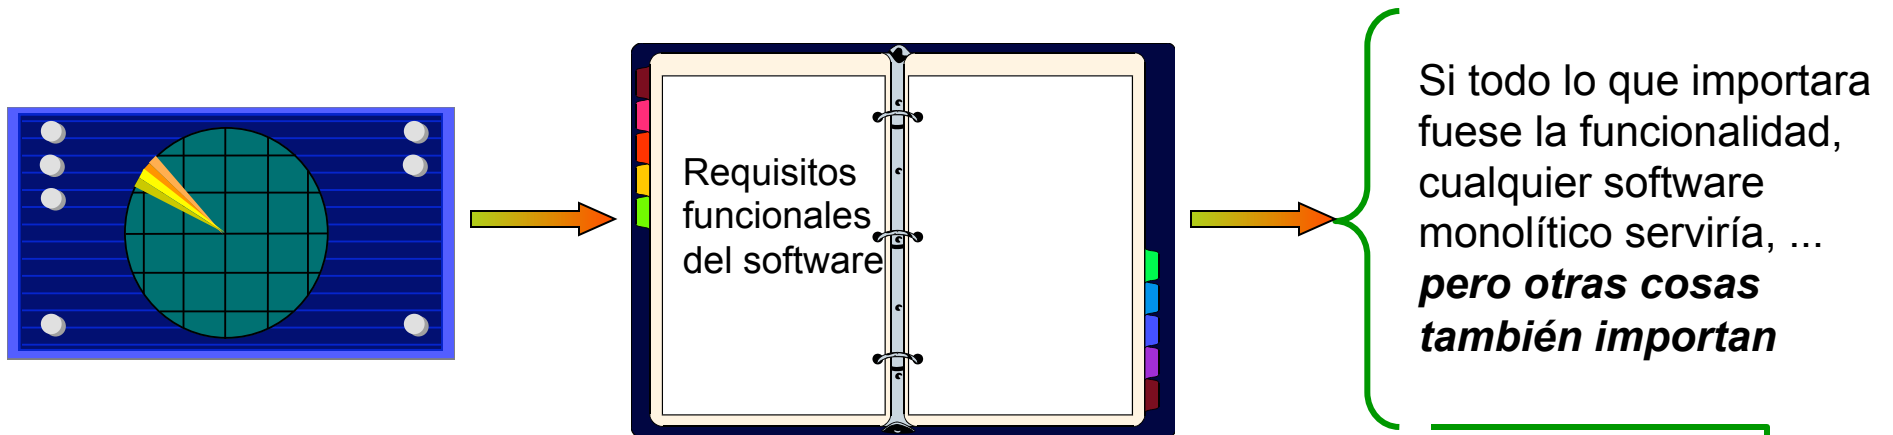 Requisitos
funcionales
del software
Si todo lo que importara
fuese la funcionalidad,
cualquier software
monolítico serviría, ...
pero otras cosas
también importan